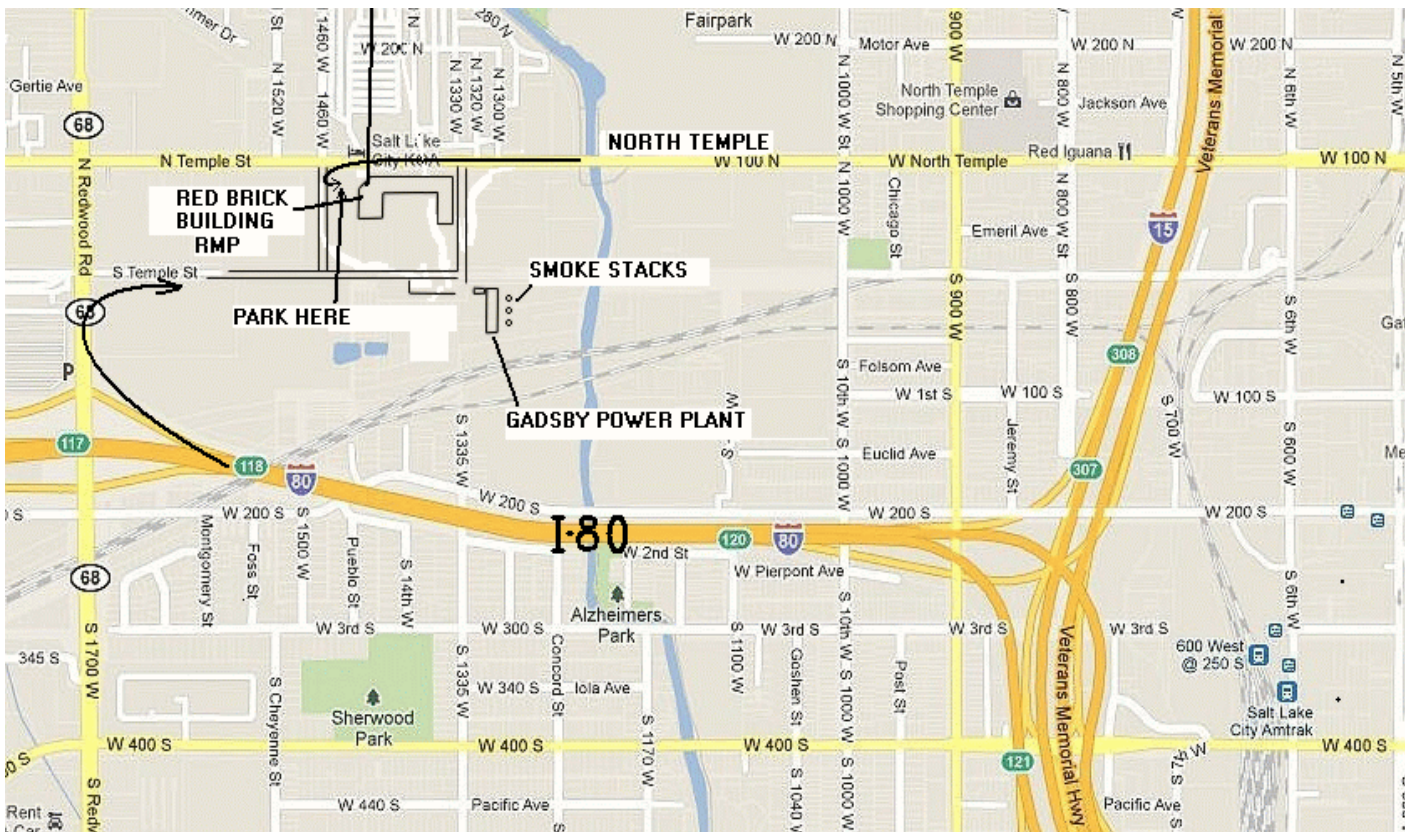 Fairpark
W 200 N
W 200 N
Motor Ave
W 200 N
W 200 N
280 N
St
N 1520 W
1460 W
1460 W
N 1330 W
N 1320 W
N 1300 W
Gertie Ave
68
N Redwood Rd
N Temple St
Salt Lake
NORTH TEMPLE
W 100 N
N 1000 W St
N 1000 W
900 W
North Temple
Shopping Center
Jackson Ave
N 800 W
N 6th W
N 5th W
Veterans Memorial
W North Temple
Red Iguana
W 100 N
RED BRICK
BUILDING
RMP
Chicago St
N 800 W St
Emeril Ave
15
S Temple St
SMOKE STACKS
PARK HERE
S 900 W
S 800 W
S 6th W
308
P
GADSBY POWER PLANT
Folsom Ave
W 1st S
W 100 S
W 100 S
S 10th W
S 1000 W
S 700 W
S 600 W
Jeremy St
Euclid Ave
117
118
80
S 1335 W
307
W 200 S
I-80
W 200 S
W 200 S
W 200 S
120
80
W 2nd St
W Pierpont Ave
Montgomery St
Foss St
S 1500 W
Pueblo St
S 14th W
68
S 1700 W
Alzheimers
Park
W 3rd S
W 300 S
W 3rd S
W 3rd S
W 3rd S
S 10th W
S 1000 W
S 6th W
345 S
S 1335 W
Concord St
W 340 S
Iola Ave
S 1100 W
Goshen St
Post St
600 West
@ 250 S
Veterans Memorial Hwy
Sherwood
Park
S Cheyenne St
S 1170 W
Salt Lake
City Amtrak
W 400 S
W 400 S
W 400 S
W 400 S
121
S 1040
S 1000 W
W 440 S
Pacific Ave
Pacific Ave
Rent